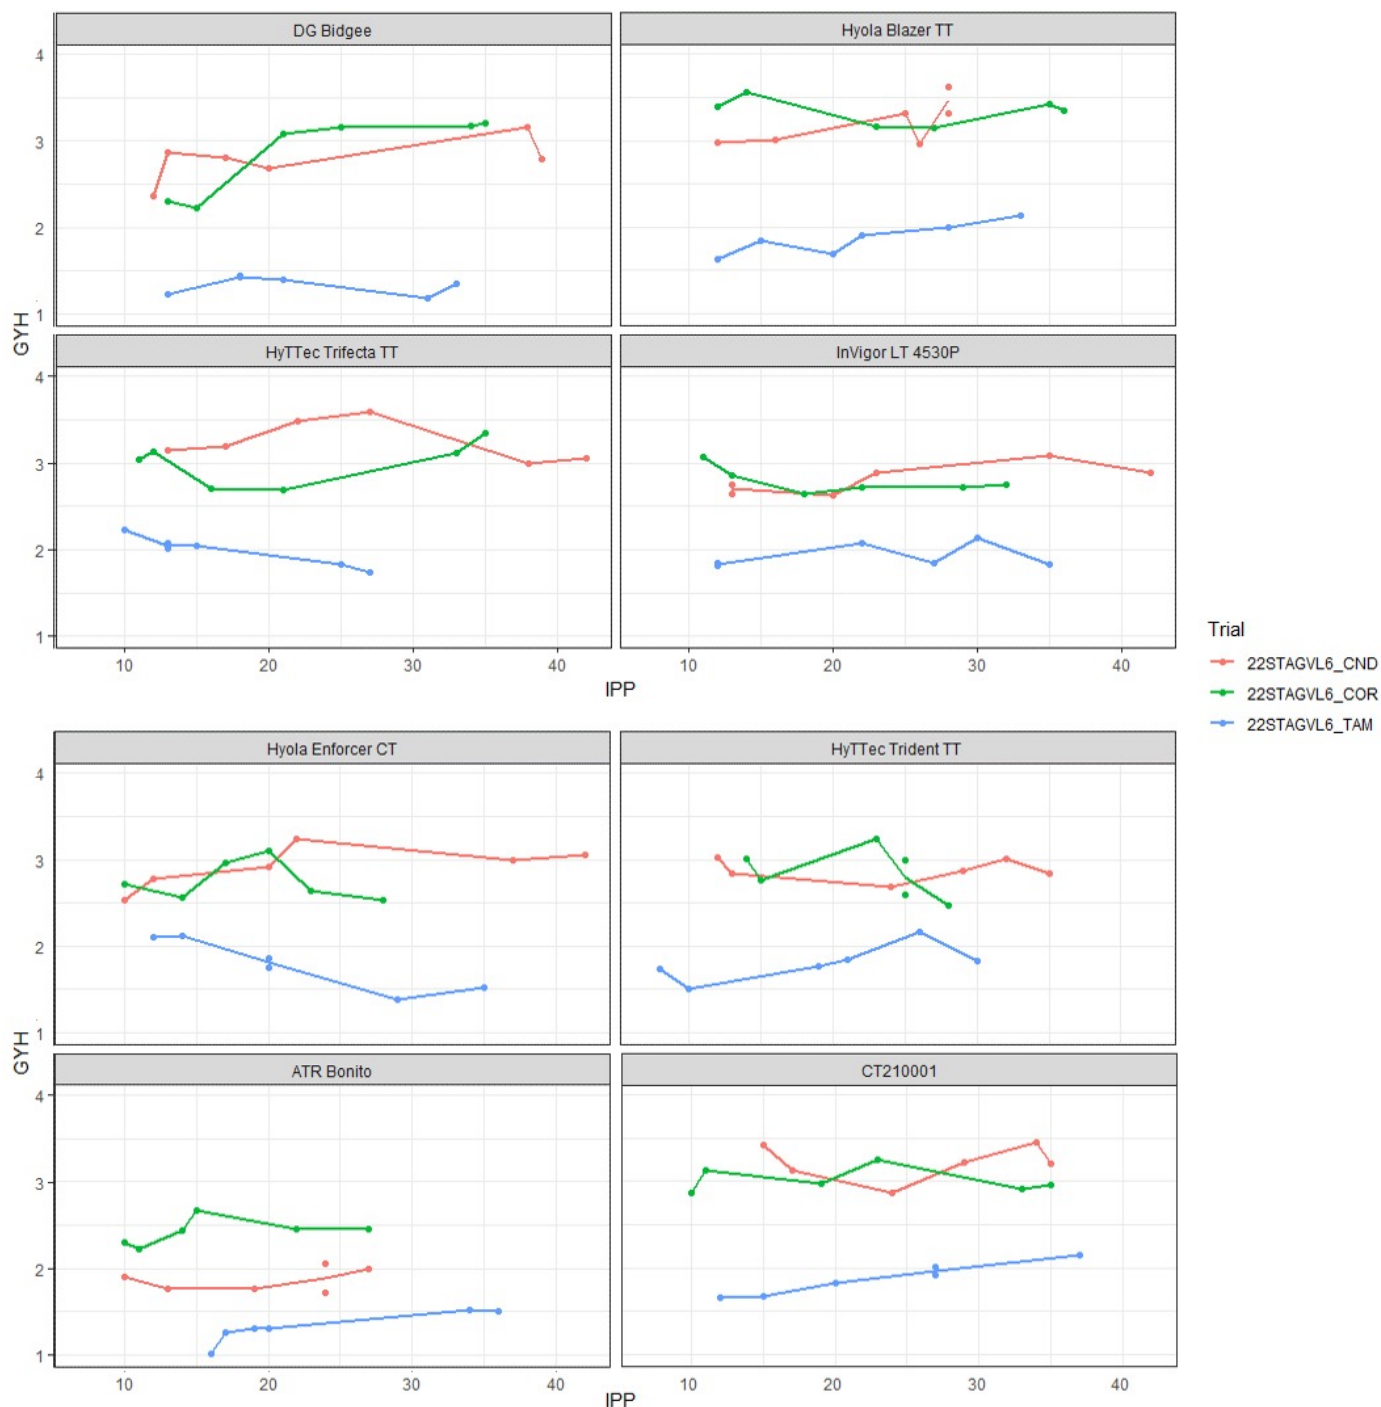 DG Bidgee
Hyola Blazer TT
4
3
2
1
GYH
HyTTec Trifecta TT
InVigor LT 4530P
4
3
2
1
10 20 30 40
10 20 30 40
IPP
Trial
22STAGVL6_CND
22STAGVL6_COR
22STAGVL6_TAM
Hyola Enforcer CT
HyTTec Trident TT
4
3
2
1
GYH
ATR Bonito
CT210001
4
3
2
1
10 20 30 40
10 20 30 40
IPP